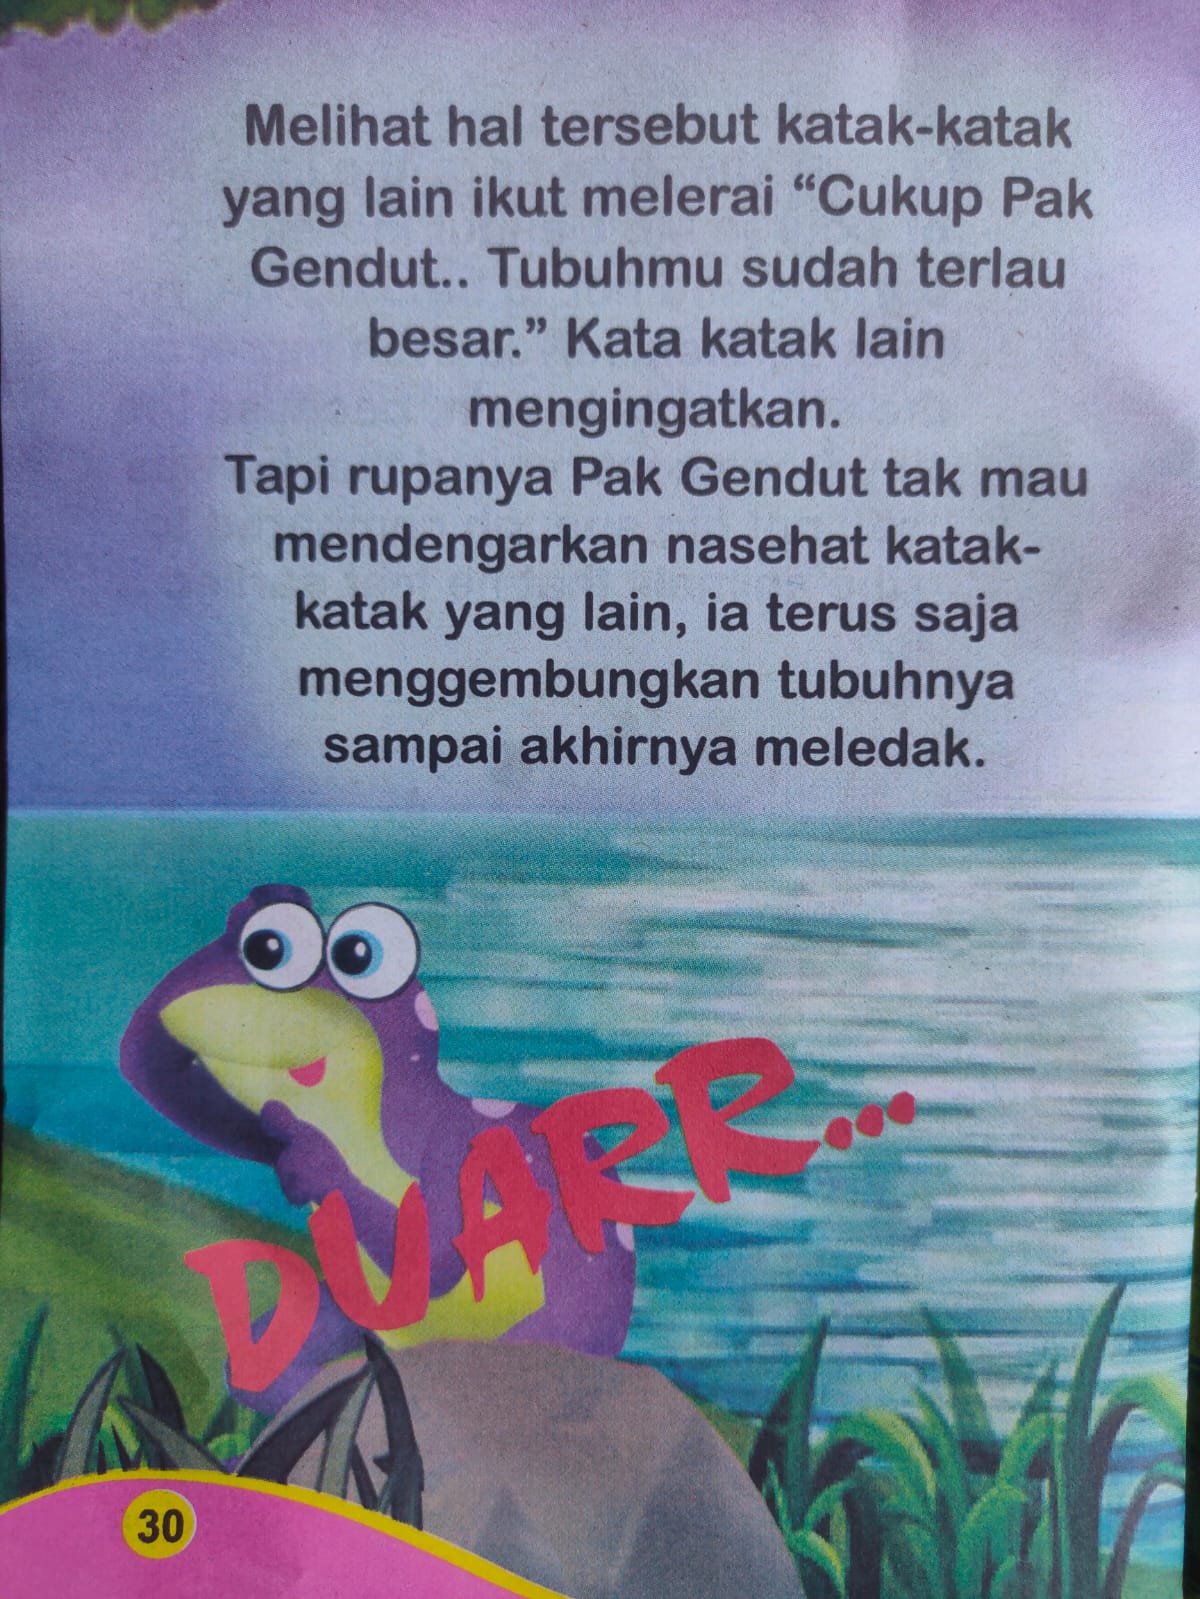 Melihat hal tersebut katak-katak
yang lain ikut melerai “Cukup Pak
Gendut.. Tubuhmu sudah terlau
besar.” Kata katak lain
mengingatkan.
Tapi rupanya Pak Gendut tak mau
mendengarkan nasehat katak-
katak yang lain, ia terus saja
menggembungkan tubuhnya
sampai akhirnya meledak.
DUARR...
30